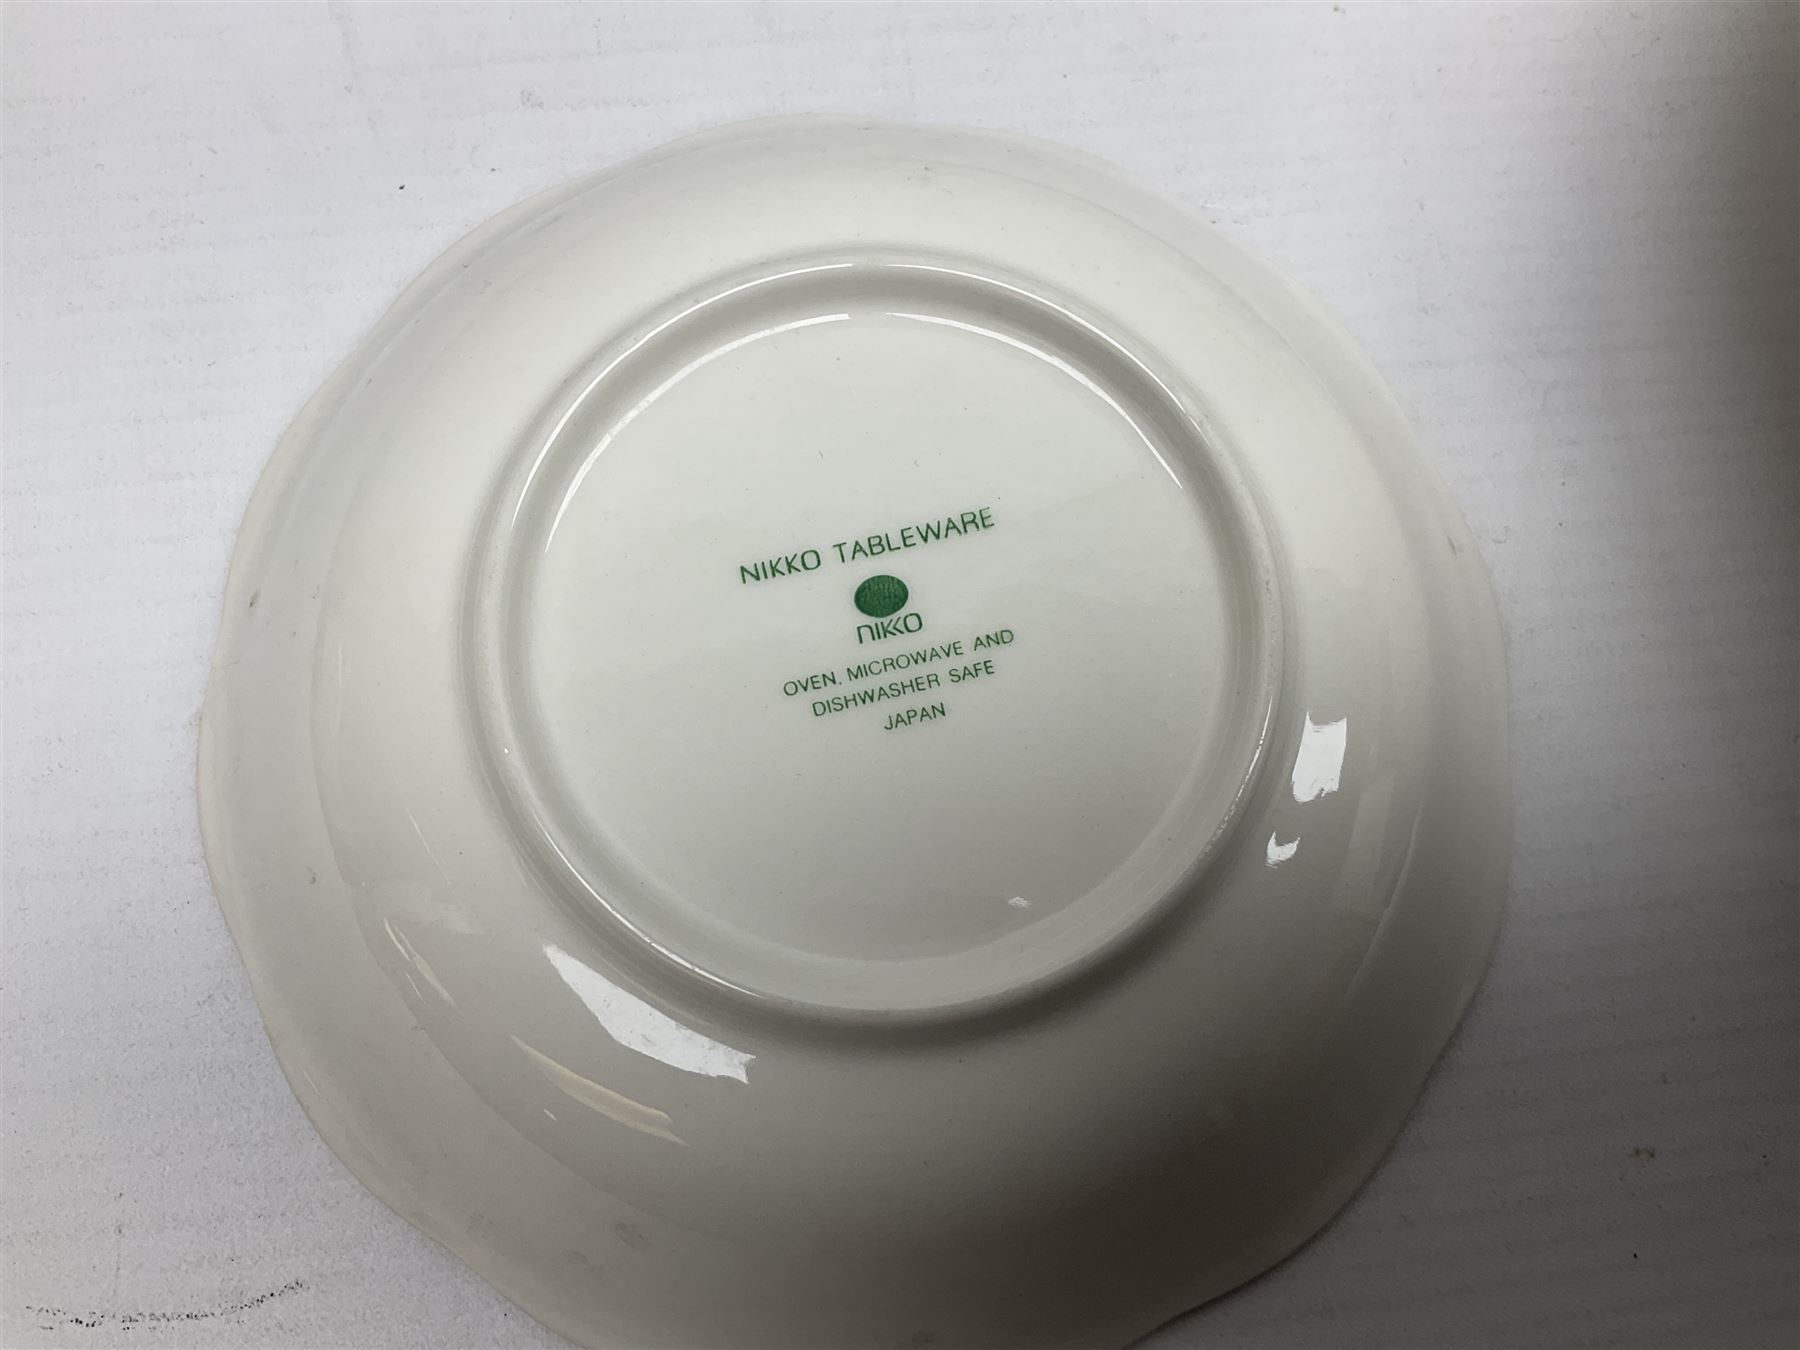 NIKKO TABLEWARE
NIKKO
OVEN, MICROWAVE AND
DISHWASHER SAFE
JAPAN